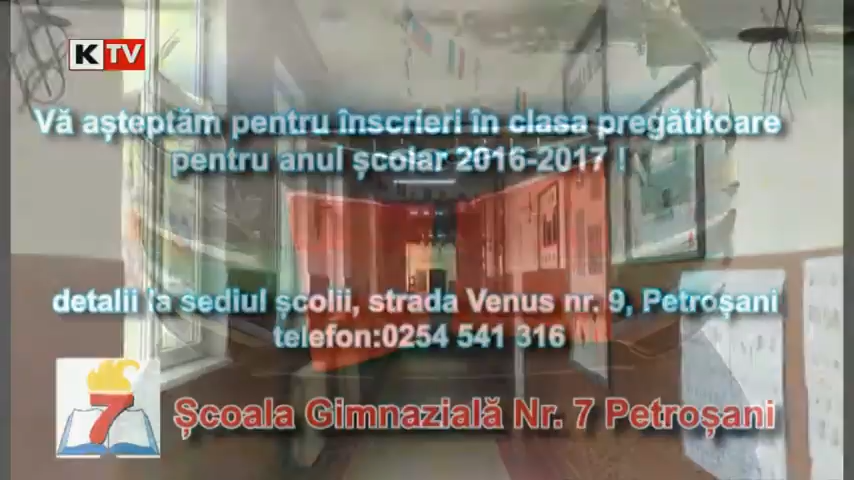 KTV
Vă așteptăm pentru înscrieri în clasa pregătitoare
pentru anul școlar 2016-2017 !
detalii la sediul școlii, strada Venus nr. 9, Petroșani
telefon:0254 541 316
7
Școala Gimnazială Nr. 7 Petroșani